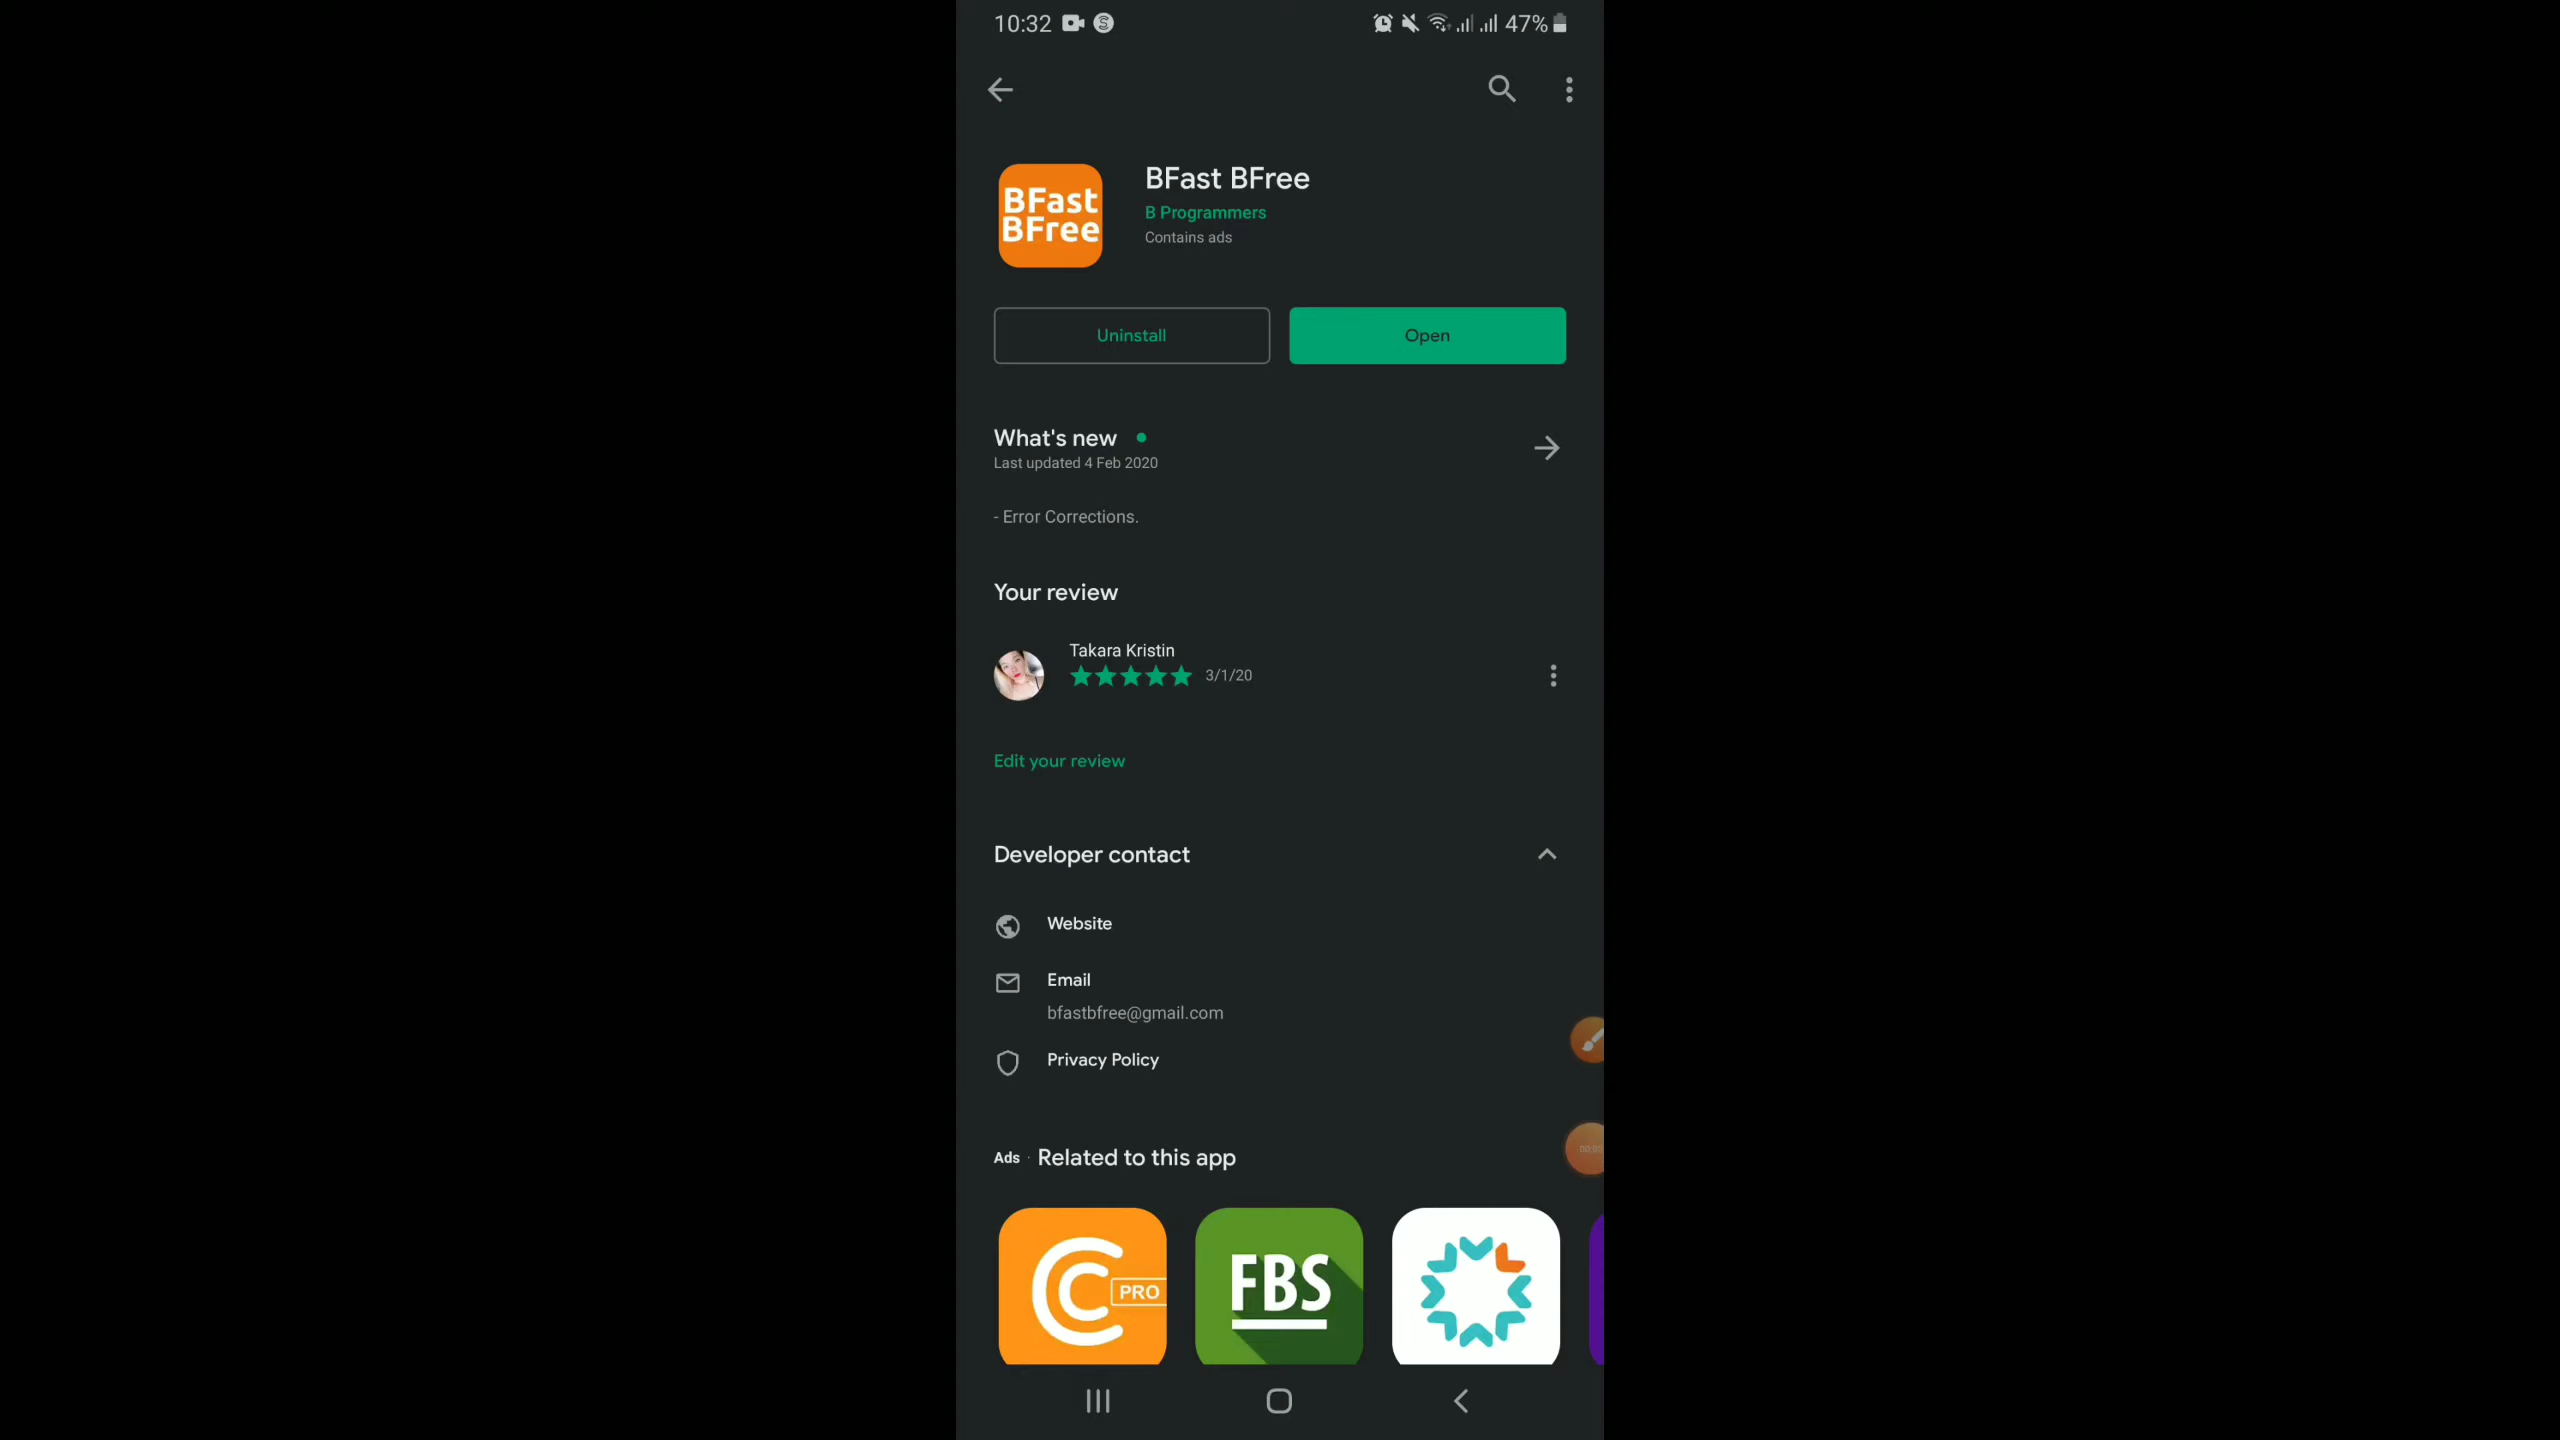 10:32 47%
BFast
BFree
BFast BFree
B Programmers
Contains ads
Uninstall
Open
What's new
Last updated 4 Feb 2020
- Error Corrections.
Your review
Takara Kristin
3/1/20
Edit your review
Developer contact
Website
Email
bfastbfree@gmail.com
Privacy Policy
Ads · Related to this app
PRO
FBS